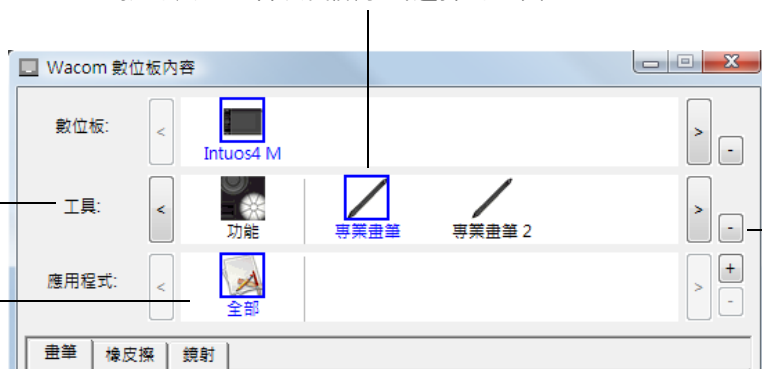 Wacom 數位板內容
數位板:
Intuos4 M
工具:
功能 專業畫筆 專業畫筆 2
應用程式:
全部
畫筆 橡皮擦 鏡射